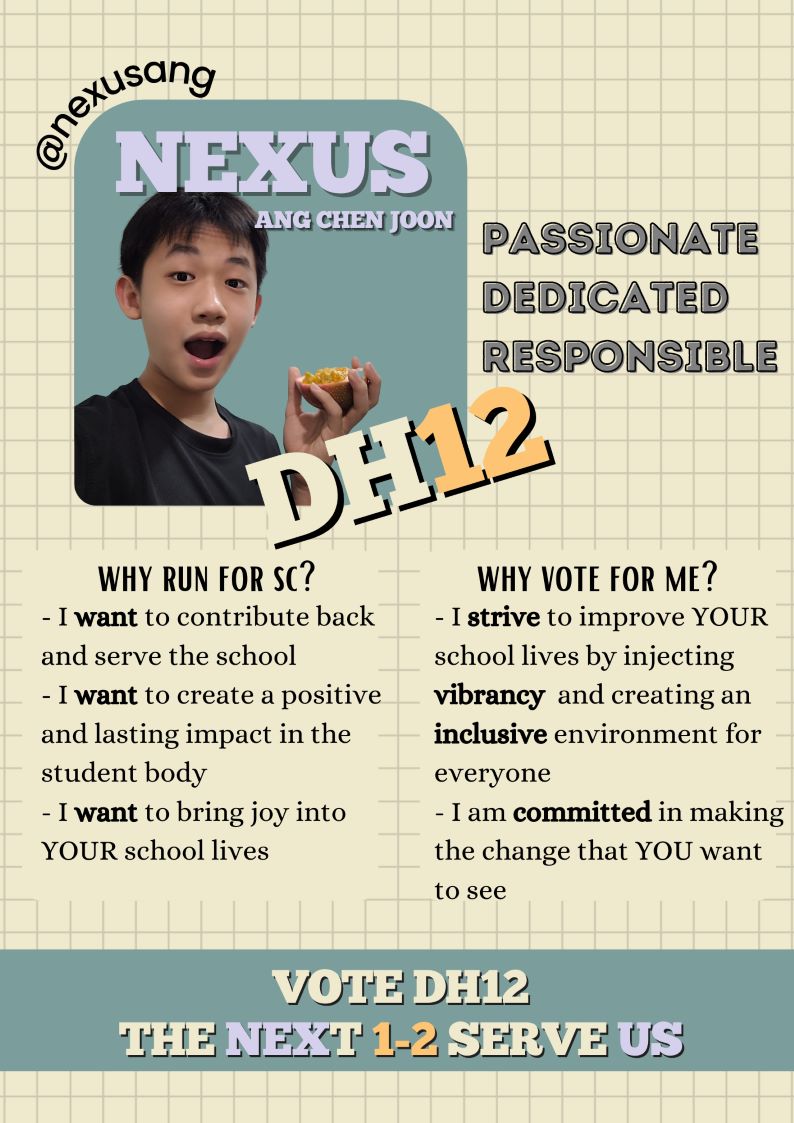 @nexusang
NEXUS
ANG CHEN JOON
PASSIONATE
DEDICATED
RESPONSIBLE
DH12
WHY RUN FOR SC?
- I want to contribute back
and serve the school
- I want to create a positive
and lasting impact in the
student body
- I want to bring joy into
YOUR school lives
WHY VOTE FOR ME?
- I strive to improve YOUR
school lives by injecting
vibrancy and creating an
inclusive environment for
everyone
- I am committed in making
the change that YOU want
to see
VOTE DH12
THE NEXT 1-2 SERVE US